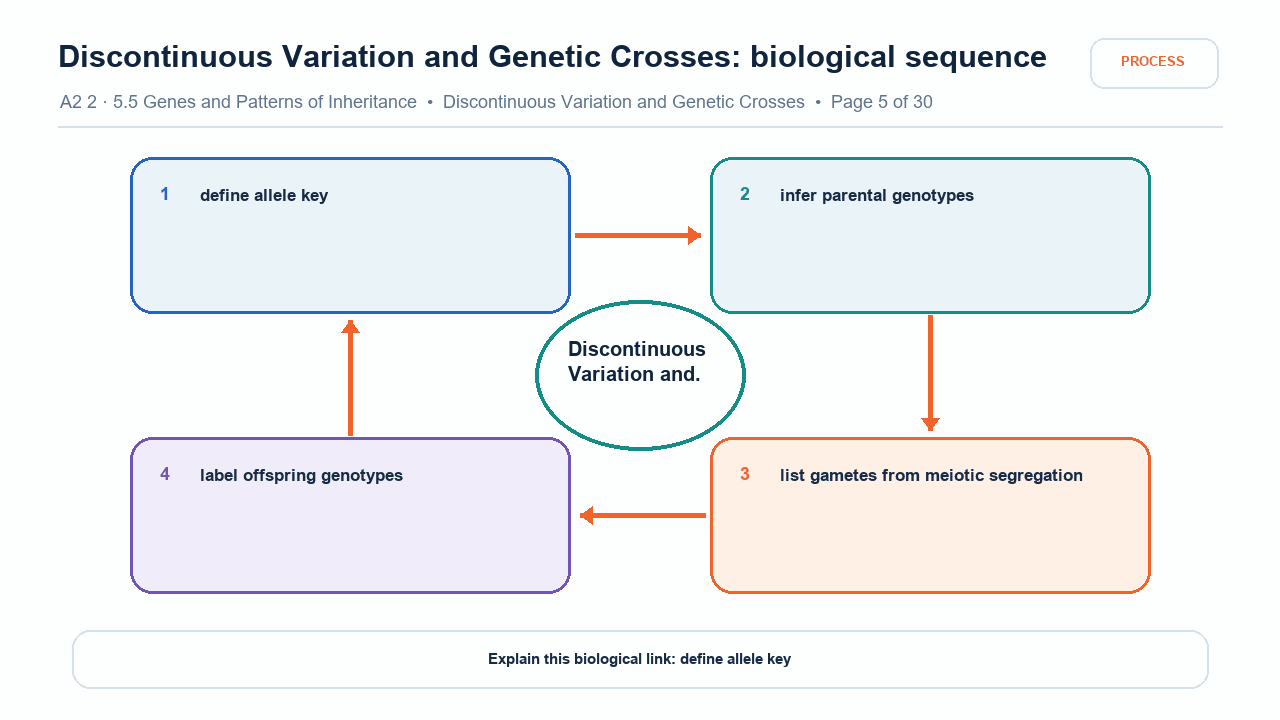 Discontinuous Variation and Genetic Crosses: biological sequence
PROCESS
A2 2 · 5.5 Genes and Patterns of Inheritance • Discontinuous Variation and Genetic Crosses • Page 5 of 30
1 define allele key
2 infer parental genotypes
Discontinuous
Variation and.
4 label offspring genotypes
3 list gametes from meiotic segregation
Explain this biological link: define allele key